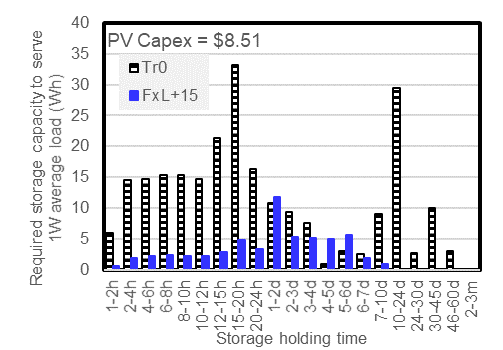 PV Capex = $8.51
Tr0
FxL+15
Required storage capacity to serve
1W average load (Wh)
40
35
30
25
20
15
10
5
0
1-2h
2-4h
4-6h
6-8h
8-10h
10-12h
12-15h
15-20h
20-24h
1-2d
2-3d
3-4d
4-5d
5-6d
6-7d
7-10d
10-24d
24-30d
30-45d
46-60d
2-3m
Storage holding time